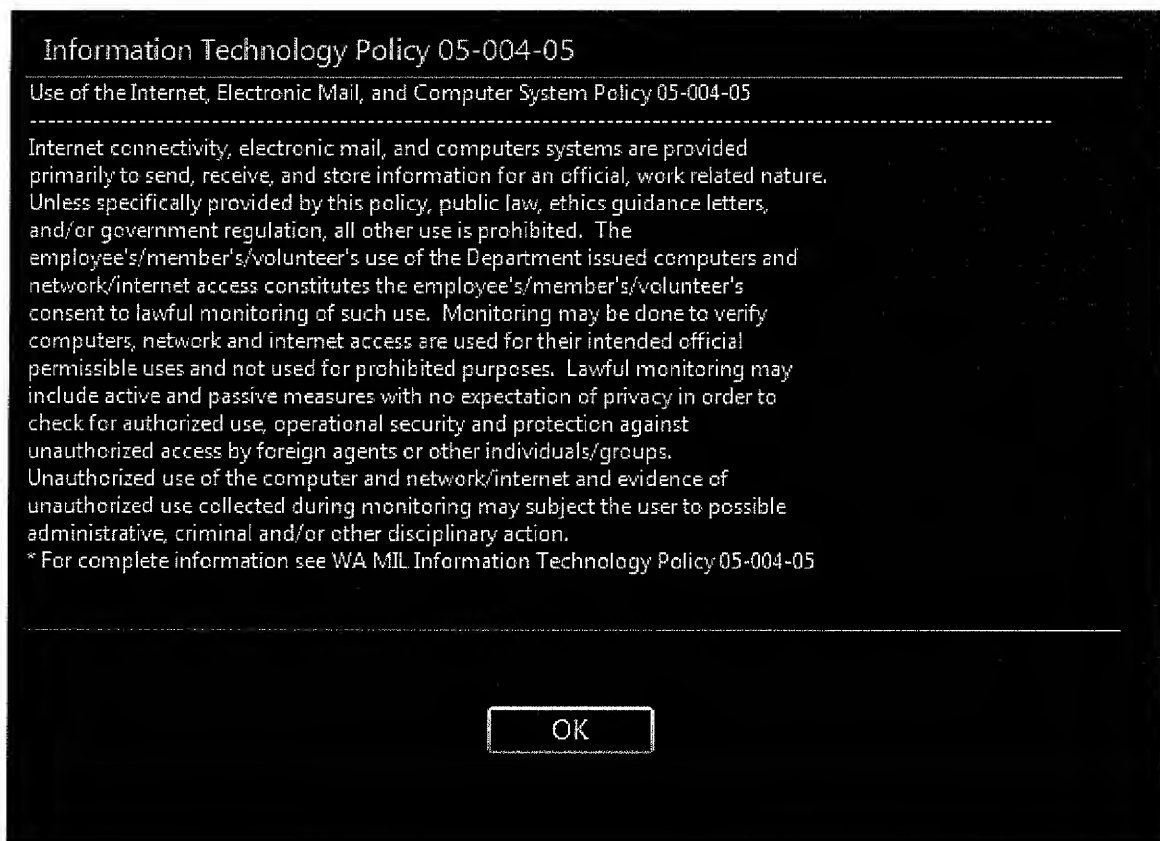 Information Technology Policy 05-004-05
Use of the Internet, Electronic Mail, and Computer System Policy 05-004-05
Internet connectivity, electronic mail, and computers systems are provided
primarily to send, receive, and store information for an official, work related nature.
Unless specifically provided by this policy, public law, ethics guidance letters,
and/or government regulation, all other use is prohibited.  The
employee's/member's/volunteer's use of the Department issued computers and
network/internet access constitutes the employee's/member's/volunteer's
consent to lawful monitoring of such use.  Monitoring may be done to verify
computers, network and internet access are used for their intended official
permissible uses and not used for prohibited purposes.  Lawful monitoring may
include active and passive measures with no expectation of privacy in order to
check for authorized use, operational security and protection against
unauthorized access by foreign agents or other individuals/groups.
Unauthorized use of the computer and network/internet and evidence of
unauthorized use collected during monitoring may subject the user to possible
administrative, criminal and/or other disciplinary action.
* For complete information see WA MIL Information Technology Policy 05-004-05
OK